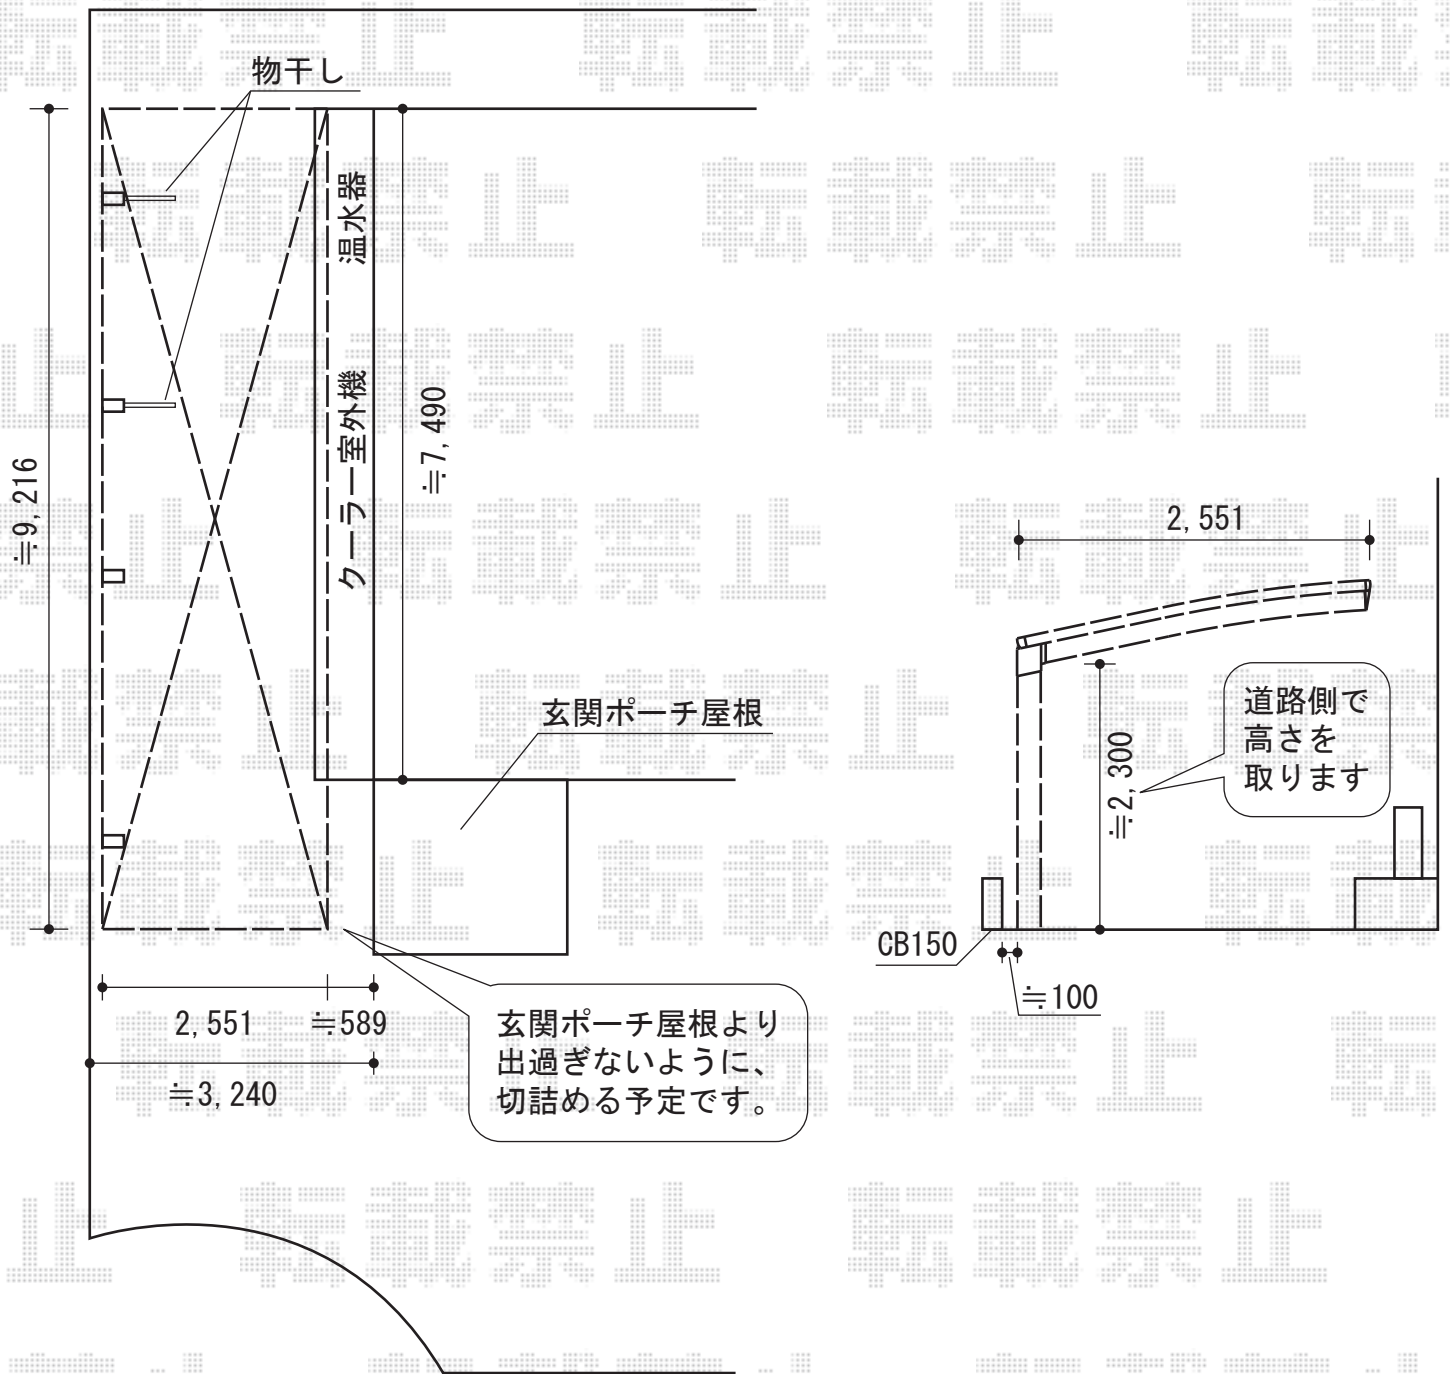 物干し
温水器
クーラー室外機
≒7,490
≒9,216
玄関ポーチ屋根
2,551
≒589
≒3,240
玄関ポーチ屋根より
出過ぎないように、
切詰める予定です。
2,551
道路側で
高さを
取ります
≒2,300
CB150
≒100
転載禁止